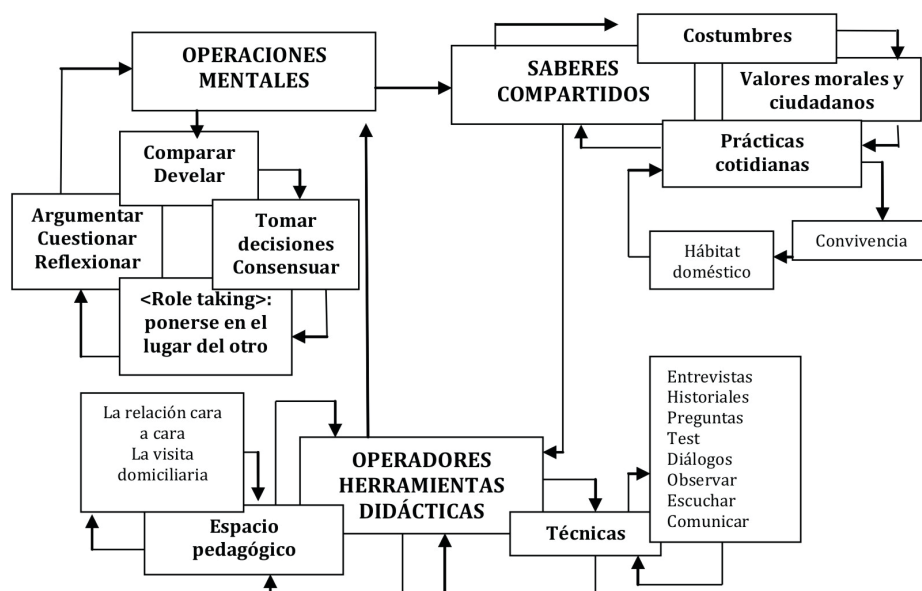 OPERACIONES
MENTALES
SABERES
COMPARTIDOS
Costumbres
Valores morales y
ciudadanos
Prácticas
cotidianas
Convivencia
Hábitat
doméstico
Comparar
Develar
Argumentar
Cuestionar
Reflexionar
Tomar
decisiones
Consensuar
<Role taking>:
ponerse en el
lugar del otro
La relación cara
a cara
La visita
domiciliaria
OPERADORES
HERRAMIENTAS
DIDÁCTICAS
Espacio
pedagógico
Técnicas
Entrevistas
Historiales
Preguntas
Test
Diálogos
Observar
Escuchar
Comunicar